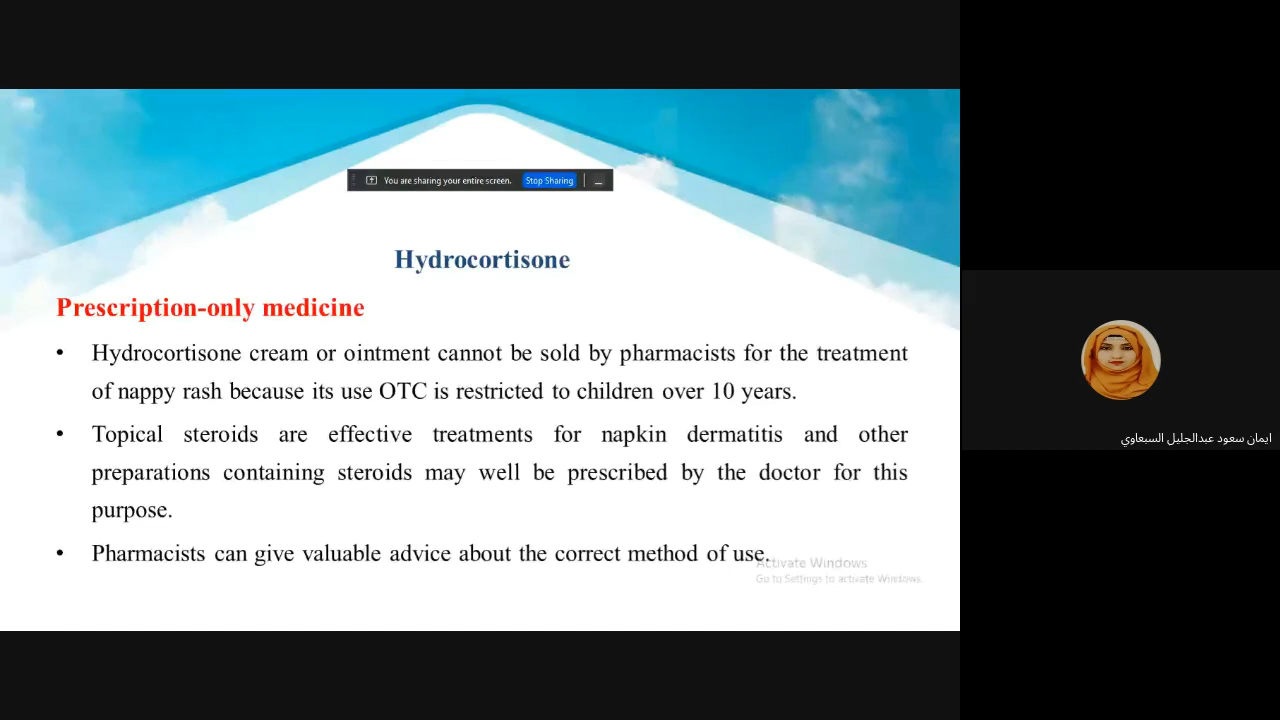 You are sharing your entire screen. Stop Sharing
Hydrocortisone
Prescription-only medicine
• Hydrocortisone cream or ointment cannot be sold by pharmacists for the treatment
of nappy rash because its use OTC is restricted to children over 10 years.
• Topical steroids are effective treatments for napkin dermatitis and other
preparations containing steroids may well be prescribed by the doctor for this
purpose.
• Pharmacists can give valuable advice about the correct method of use.
Activate Windows
Go to Settings to activate Windows.
ايمان سعود عبدالجليل السبعاوي